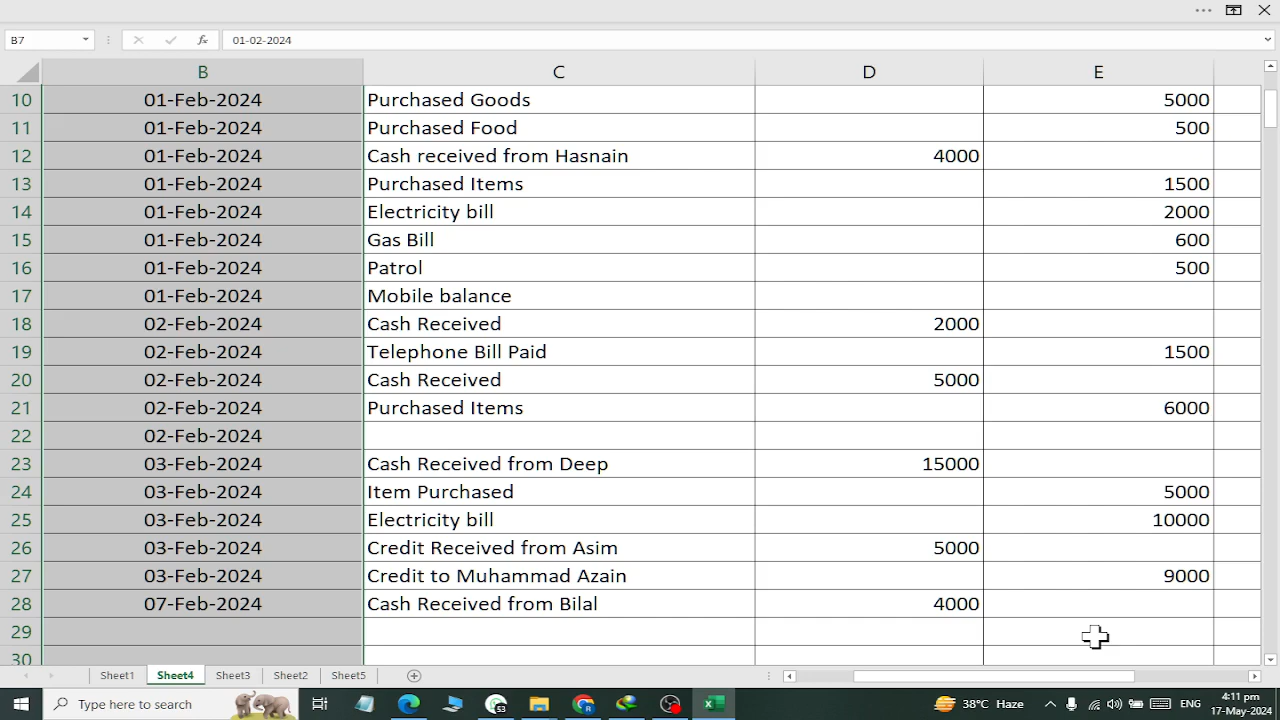 B7 fx 01-02-2024
B C D E
10 01-Feb-2024 Purchased Goods 5000
11 01-Feb-2024 Purchased Food 500
12 01-Feb-2024 Cash received from Hasnain 4000
13 01-Feb-2024 Purchased Items 1500
14 01-Feb-2024 Electricity bill 2000
15 01-Feb-2024 Gas Bill 600
16 01-Feb-2024 Patrol 500
17 01-Feb-2024 Mobile balance
18 02-Feb-2024 Cash Received 2000
19 02-Feb-2024 Telephone Bill Paid 1500
20 02-Feb-2024 Cash Received 5000
21 02-Feb-2024 Purchased Items 6000
22 02-Feb-2024
23 03-Feb-2024 Cash Received from Deep 15000
24 03-Feb-2024 Item Purchased 5000
25 03-Feb-2024 Electricity bill 10000
26 03-Feb-2024 Credit Received from Asim 5000
27 03-Feb-2024 Credit to Muhammad Azain 9000
28 07-Feb-2024 Cash Received from Bilal 4000
29
30
Sheet1 Sheet4 Sheet3 Sheet2 Sheet5
Type here to search 38°C Haze ENG 4:11 pm
17-May-2024